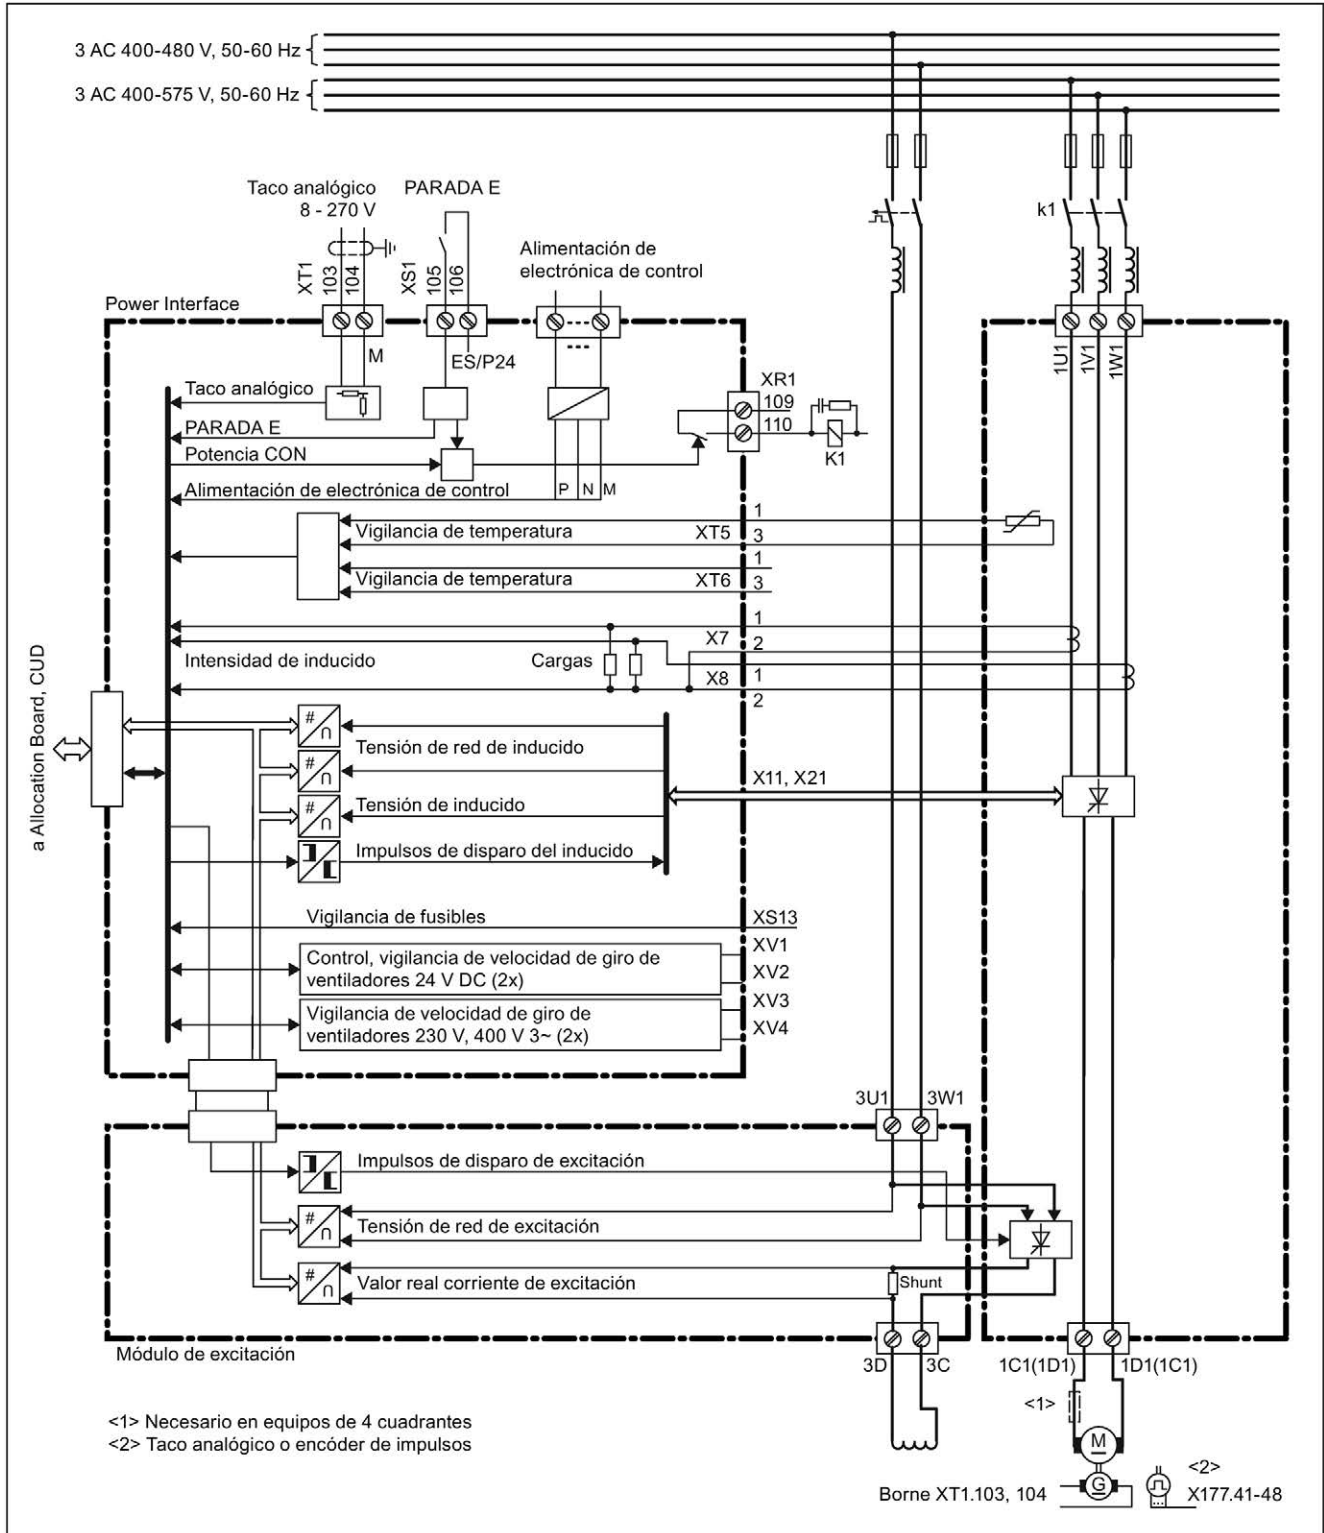 3 AC 400-480 V, 50-60 Hz
3 AC 400-575 V, 50-60 Hz
Taco analógico
8 - 270 V
PARADA E
k1
Alimentación de
electrónica de control
XT1
103
104
XS1
105
106
Power Interface
M
ES/P24
1U1
1V1
1W1
XR1
109
110
K1
Taco analógico
PARADA E
Potencia CON
Alimentación de electrónica de control
P N M
1
Vigilancia de temperatura XT5 3
1
Vigilancia de temperatura XT6 3
1
X7 2
Intensidad de inducido Cargas
X8 1
2
a Allocation Board, CUD
#
∩
Tensión de red de inducido
#
∩
X11, X21
#
∩
Tensión de inducido
Impulsos de disparo del inducido
Vigilancia de fusibles XS13
XV1
Control, vigilancia de velocidad de giro de
ventiladores 24 V DC (2x)
XV2
XV3
Vigilancia de velocidad de giro de
ventiladores 230 V, 400 V 3~ (2x)
XV4
3U1 3W1
Impulsos de disparo de excitación
#
∩
Tensión de red de excitación
#
∩
Valor real corriente de excitación
Shunt
Módulo de excitación
3D 3C
1C1(1D1) 1D1(1C1)
<1>
<1> Necesario en equipos de 4 cuadrantes
<2> Taco analógico o encóder de impulsos
M
<2>
G
Borne XT1.103, 104
X177.41-48